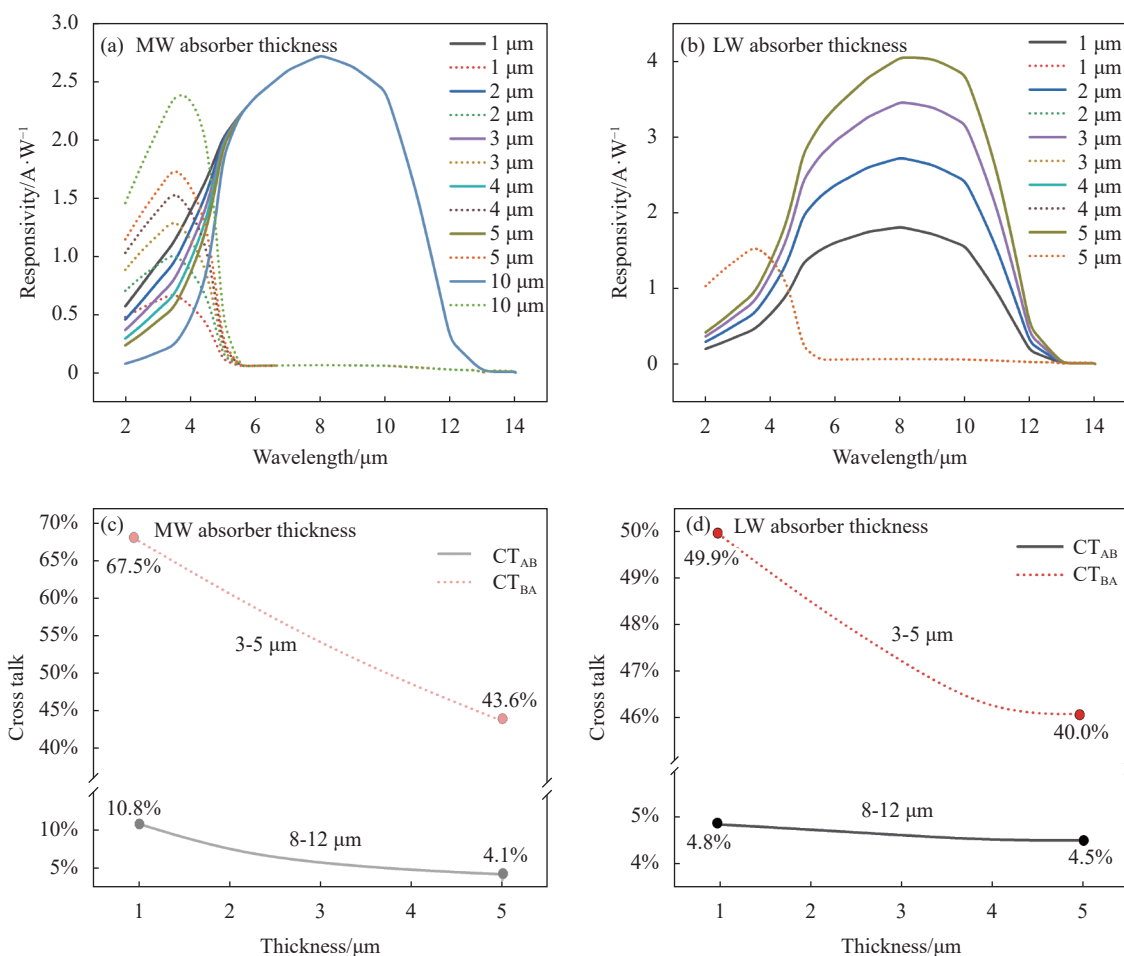 (a) MW absorber thickness
3.0
2.5
2.0
1.5
1.0
0.5
0
Responsivity/A·W⁻¹
1 μm
1 μm
2 μm
2 μm
3 μm
3 μm
4 μm
4 μm
5 μm
5 μm
10 μm
10 μm
2 4 6 8 10 12 14
Wavelength/μm
(b) LW absorber thickness
4
3
2
1
0
Responsivity/A·W⁻¹
1 μm
1 μm
2 μm
2 μm
3 μm
3 μm
4 μm
4 μm
5 μm
5 μm
2 4 6 8 10 12 14
Wavelength/μm
(c) MW absorber thickness
70%
65%
60%
55%
50%
45%
40%
10%
5%
Cross talk
CT_AB
CT_BA
67.5%
3-5 μm
43.6%
10.8%
8-12 μm
4.1%
1 2 3 4 5
Thickness/μm
(d) LW absorber thickness
50%
49%
48%
47%
46%
5%
4%
Cross talk
CT_AB
CT_BA
49.9%
3-5 μm
40.0%
8-12 μm
4.8%
4.5%
1 2 3 4 5
Thickness/μm